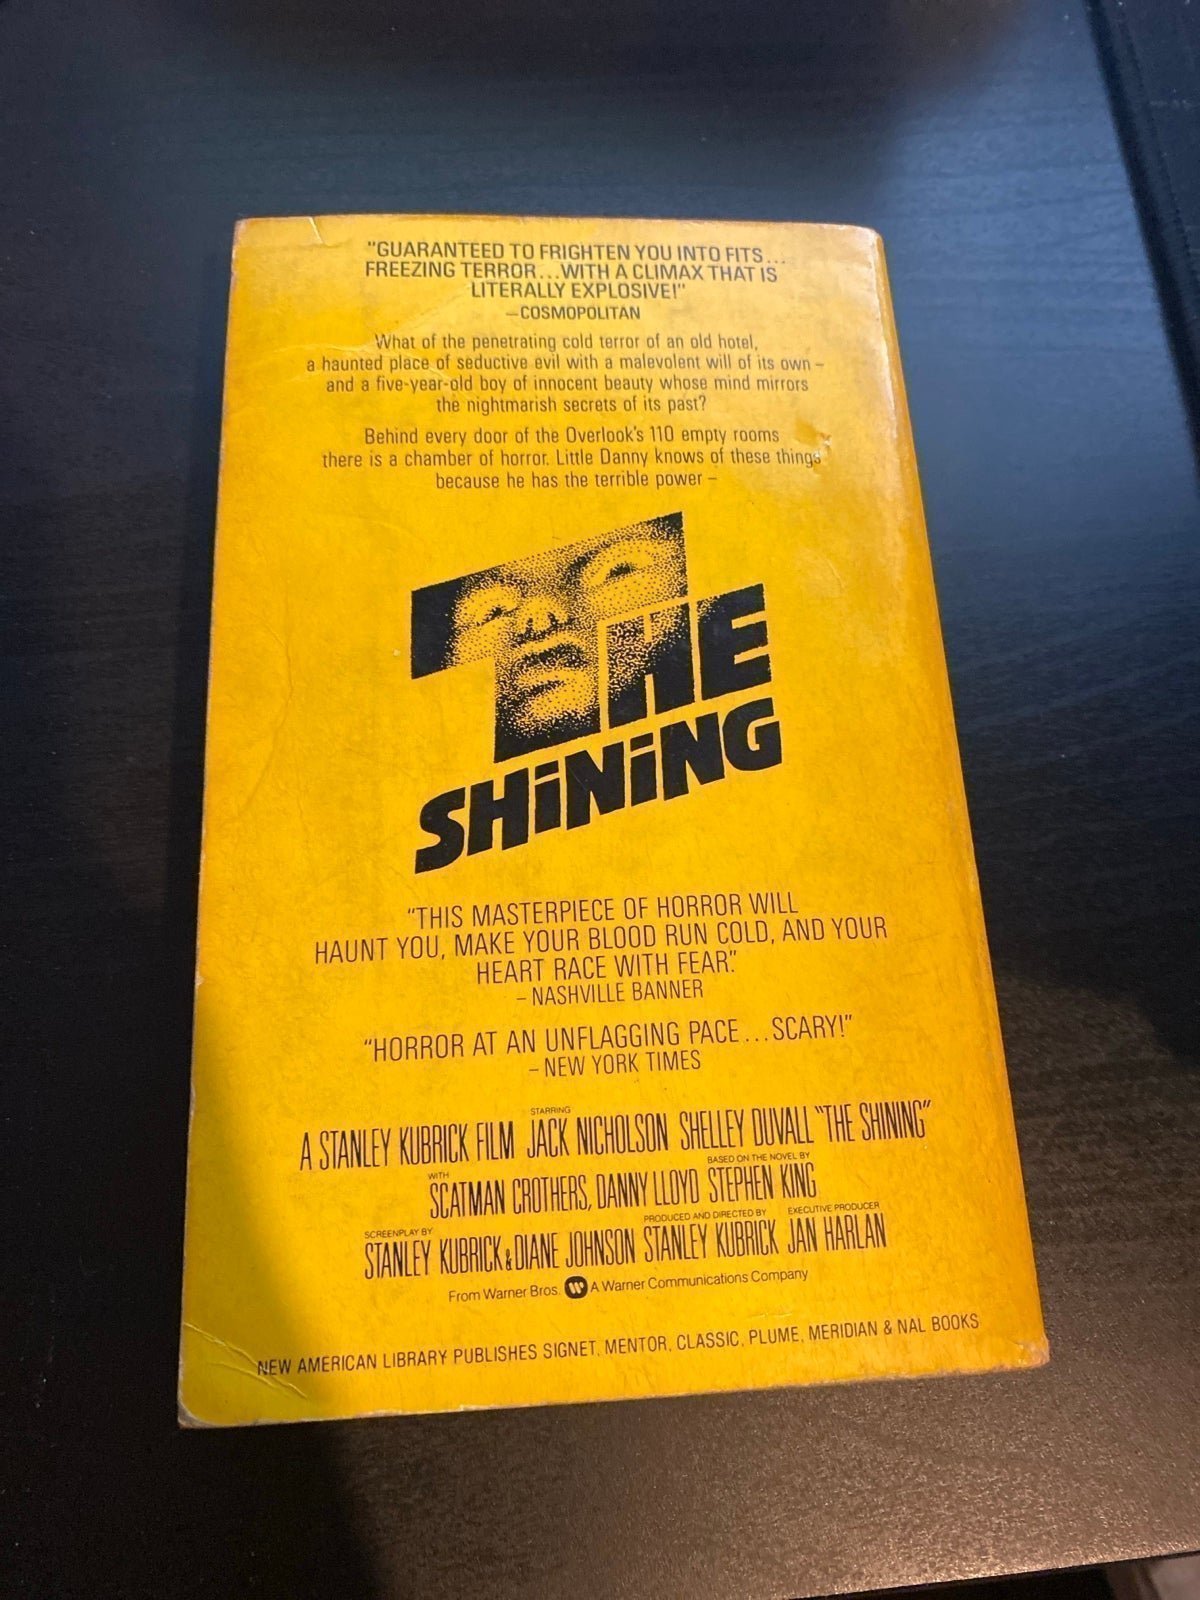 "GUARANTEED TO FRIGHTEN YOU INTO FITS...
FREEZING TERROR...WITH A CLIMAX THAT IS
LITERALLY EXPLOSIVE!"
–COSMOPOLITAN
What of the penetrating cold terror of an old hotel,
a haunted place of seductive evil with a malevolent will of its own –
and a five-year-old boy of innocent beauty whose mind mirrors
the nightmarish secrets of its past?
Behind every door of the Overlook's 110 empty rooms
there is a chamber of horror. Little Danny knows of these things
because he has the terrible power –
THE
SHiNiNG
"THIS MASTERPIECE OF HORROR WILL
HAUNT YOU, MAKE YOUR BLOOD RUN COLD, AND YOUR
HEART RACE WITH FEAR."
– NASHVILLE BANNER
"HORROR AT AN UNFLAGGING PACE...SCARY!"
– NEW YORK TIMES
A STANLEY KUBRICK FILM STARRING JACK NICHOLSON SHELLEY DUVALL "THE SHINING"
WITH SCATMAN CROTHERS, DANNY LLOYD BASED ON THE NOVEL BY STEPHEN KING
SCREENPLAY BY STANLEY KUBRICK & DIANE JOHNSON PRODUCED AND DIRECTED BY STANLEY KUBRICK EXECUTIVE PRODUCER JAN HARLAN
From Warner Bros. W A Warner Communications Company
NEW AMERICAN LIBRARY PUBLISHES SIGNET, MENTOR, CLASSIC, PLUME, MERIDIAN & NAL BOOKS